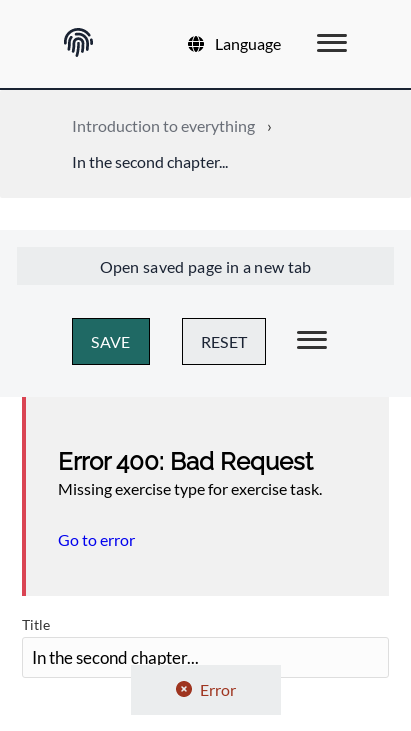 Language
Introduction to everything ›
In the second chapter...
Open saved page in a new tab
SAVE RESET
Error 400: Bad Request
Missing exercise type for exercise task.
Go to error
Title
In the second chapter...
Error